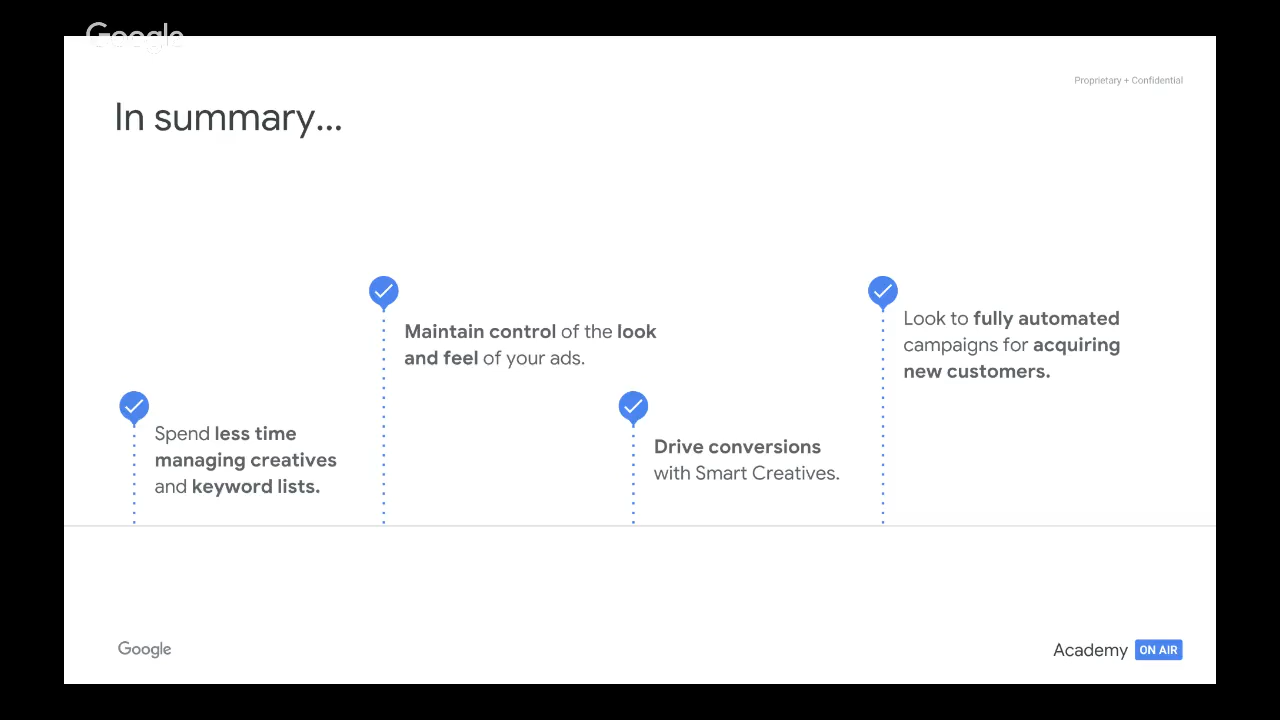 Google
Proprietary + Confidential
In summary...
Spend less time
managing creatives
and keyword lists.
Maintain control of the look
and feel of your ads.
Drive conversions
with Smart Creatives.
Look to fully automated
campaigns for acquiring
new customers.
Google
Academy ON AIR